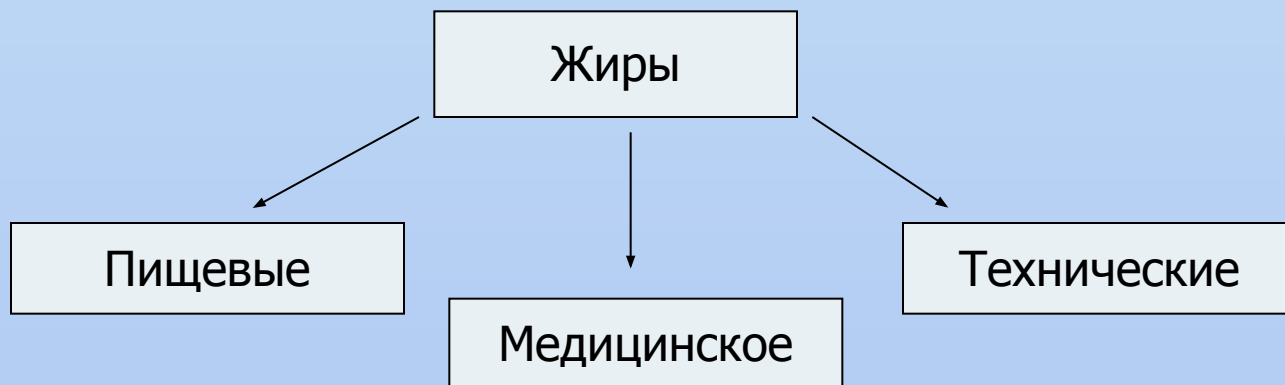 Жиры
Пищевые
Технические
Медицинское